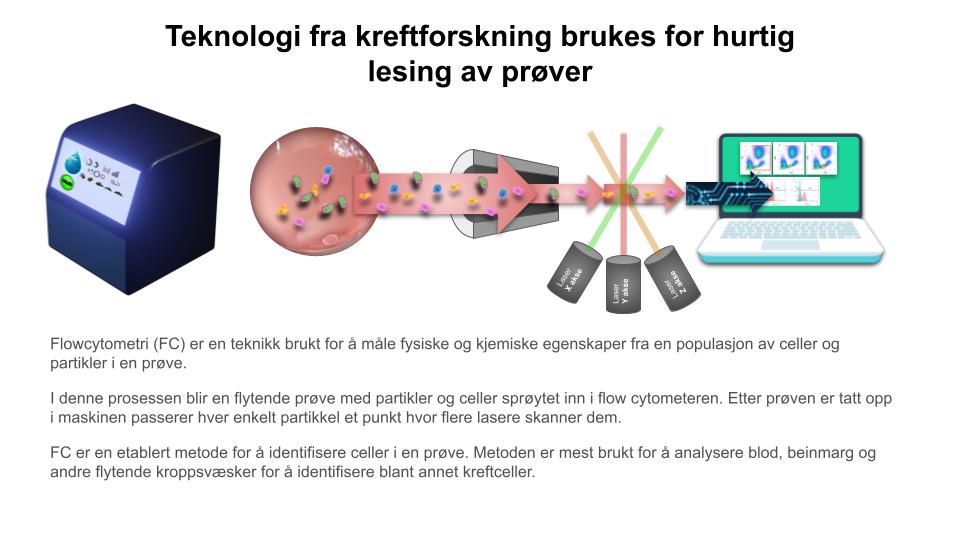 Teknologi fra kreftforskning brukes for hurtig
lesing av prøver
Laser
X akse
Laser
Y akse
Laser
Z akse
Flowcytometri (FC) er en teknikk brukt for å måle fysiske og kjemiske egenskaper fra en populasjon av celler og
partikler i en prøve.
I denne prosessen blir en flytende prøve med partikler og celler sprøytet inn i flow cytometeren. Etter prøven er tatt opp
i maskinen passerer hver enkelt partikkel et punkt hvor flere lasere skanner dem.
FC er en etablert metode for å identifisere celler i en prøve. Metoden er mest brukt for å analysere blod, beinmarg og
andre flytende kroppsvæsker for å identifisere blant annet kreftceller.